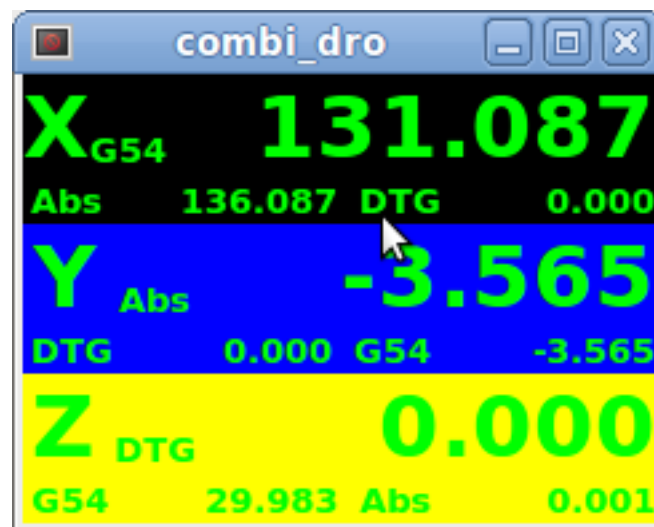 combi_dro
X G54 131.087
Abs 136.087 DTG 0.000
Y Abs -3.565
DTG 0.000 G54 -3.565
Z DTG 0.000
G54 29.983 Abs 0.001